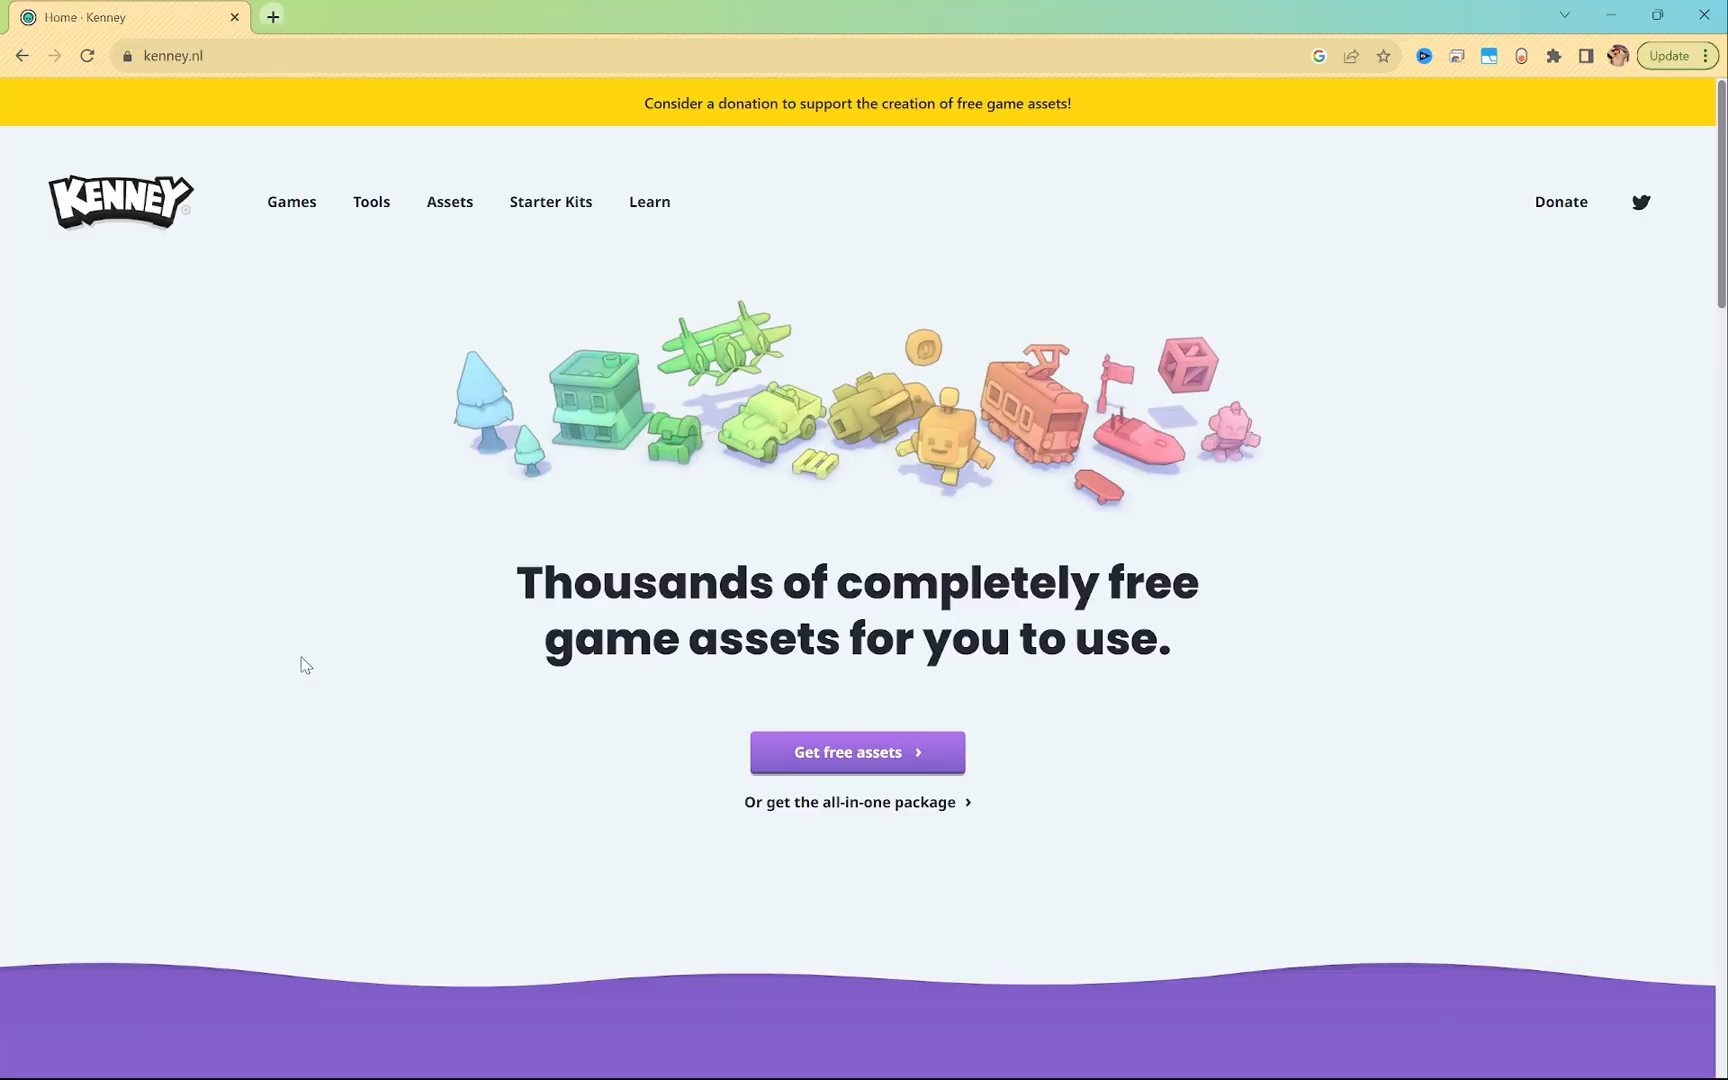 Home · Kenney
kenney.nl
Update
Consider a donation to support the creation of free game assets!
KENNEY
Games
Tools
Assets
Starter Kits
Learn
Donate
Thousands of completely free
game assets for you to use.
Get free assets ›
Or get the all-in-one package ›